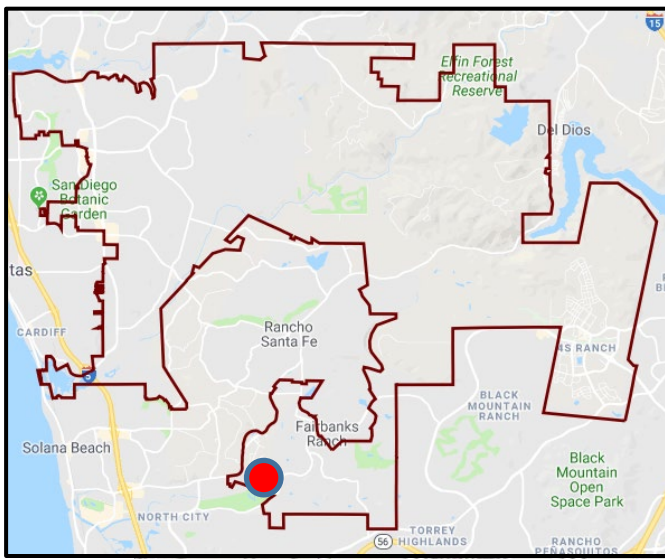 15
Elfin Forest
Recreational
Reserve
Del Dios
San Diego
Botanic
Garden
tas
CARDIFF
5
Rancho
Santa Fe
4S RANCH
BLACK
MOUNTAIN
RANCH
Fairbanks
Ranch
Solana Beach
Black
Mountain
Open
Space Park
NORTH CITY
56
TORREY
HIGHLANDS
RANCHO
PEÑASQUITOS